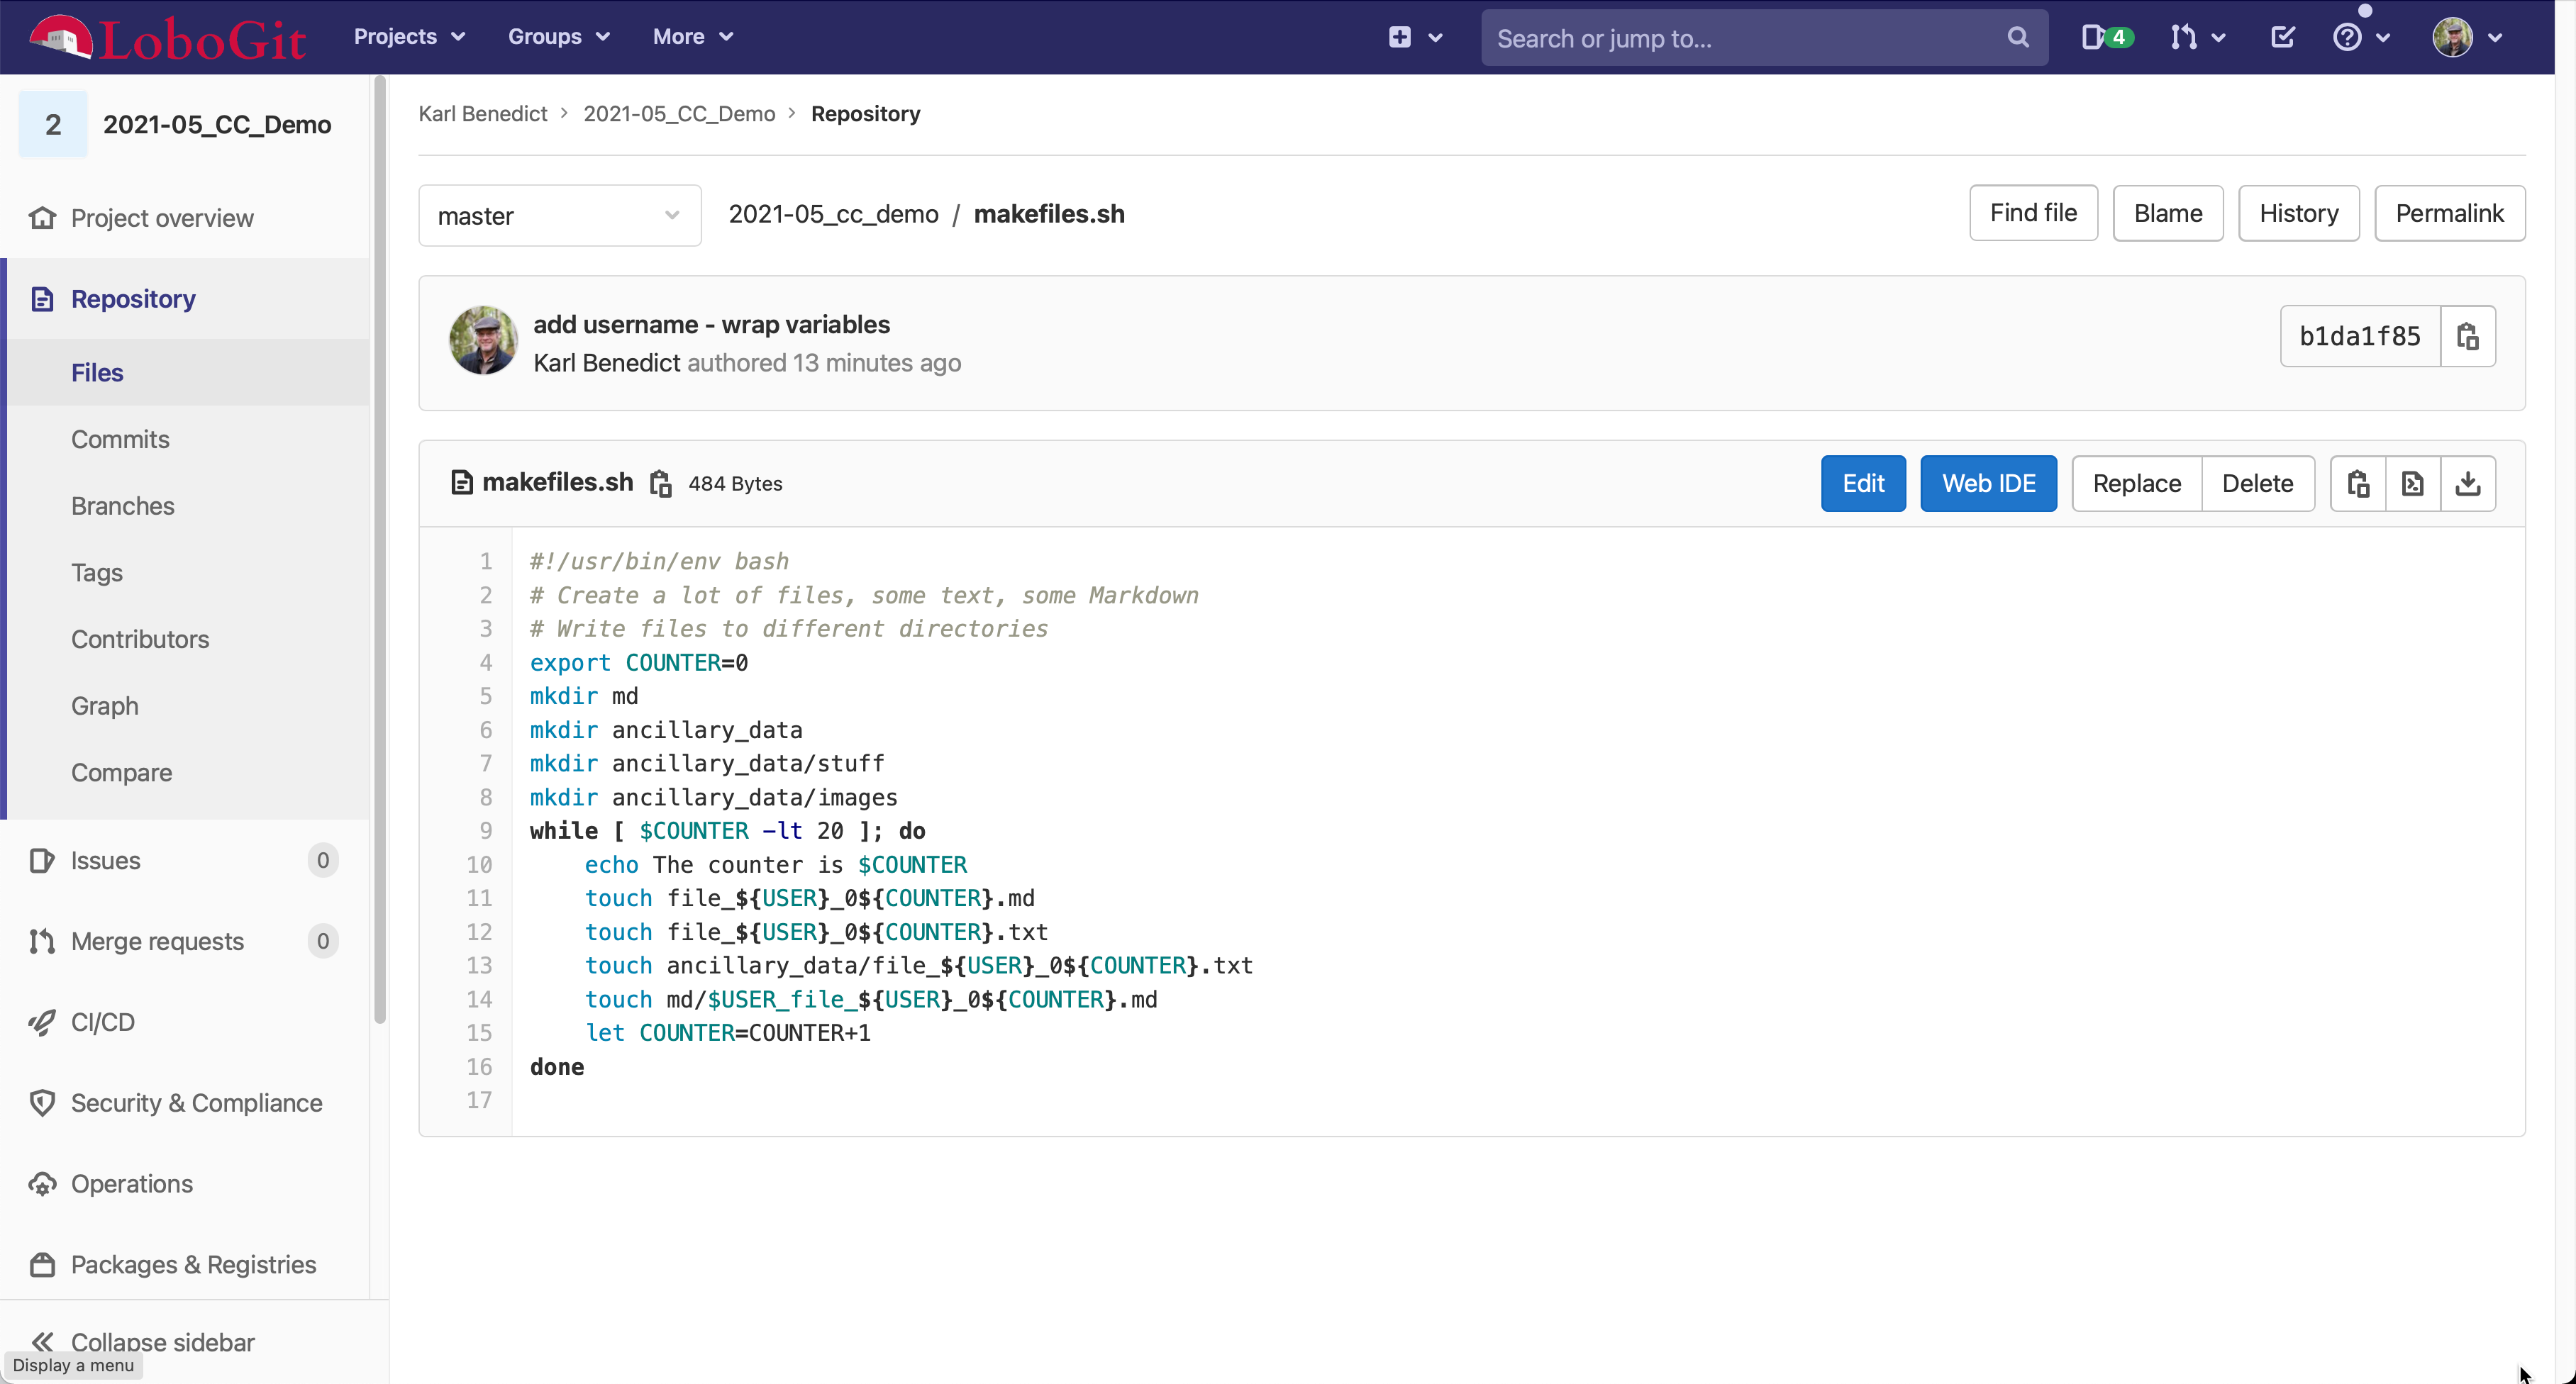 LoboGit Projects Groups More Search or jump to... 4
2 2021-05_CC_Demo
Project overview
Repository
Files
Commits
Branches
Tags
Contributors
Graph
Compare
Issues 0
Merge requests 0
CI/CD
Security & Compliance
Operations
Packages & Registries
Collapse sidebar
Display a menu
Karl Benedict > 2021-05_CC_Demo > Repository
master 2021-05_cc_demo / makefiles.sh Find file Blame History Permalink
add username - wrap variables
Karl Benedict authored 13 minutes ago
b1da1f85
makefiles.sh 484 Bytes Edit Web IDE Replace Delete
1 #!/usr/bin/env bash
2 # Create a lot of files, some text, some Markdown
3 # Write files to different directories
4 export COUNTER=0
5 mkdir md
6 mkdir ancillary_data
7 mkdir ancillary_data/stuff
8 mkdir ancillary_data/images
9 while [ $COUNTER -lt 20 ]; do
10     echo The counter is $COUNTER
11     touch file_${USER}_0${COUNTER}.md
12     touch file_${USER}_0${COUNTER}.txt
13     touch ancillary_data/file_${USER}_0${COUNTER}.txt
14     touch md/$USER_file_${USER}_0${COUNTER}.md
15     let COUNTER=COUNTER+1
16 done
17